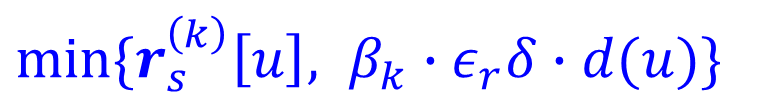 min{𝒓ₛ⁽ᵏ⁾[𝑢], 𝛽ₖ · 𝜖ᵣ𝛿 · 𝑑(𝑢)}